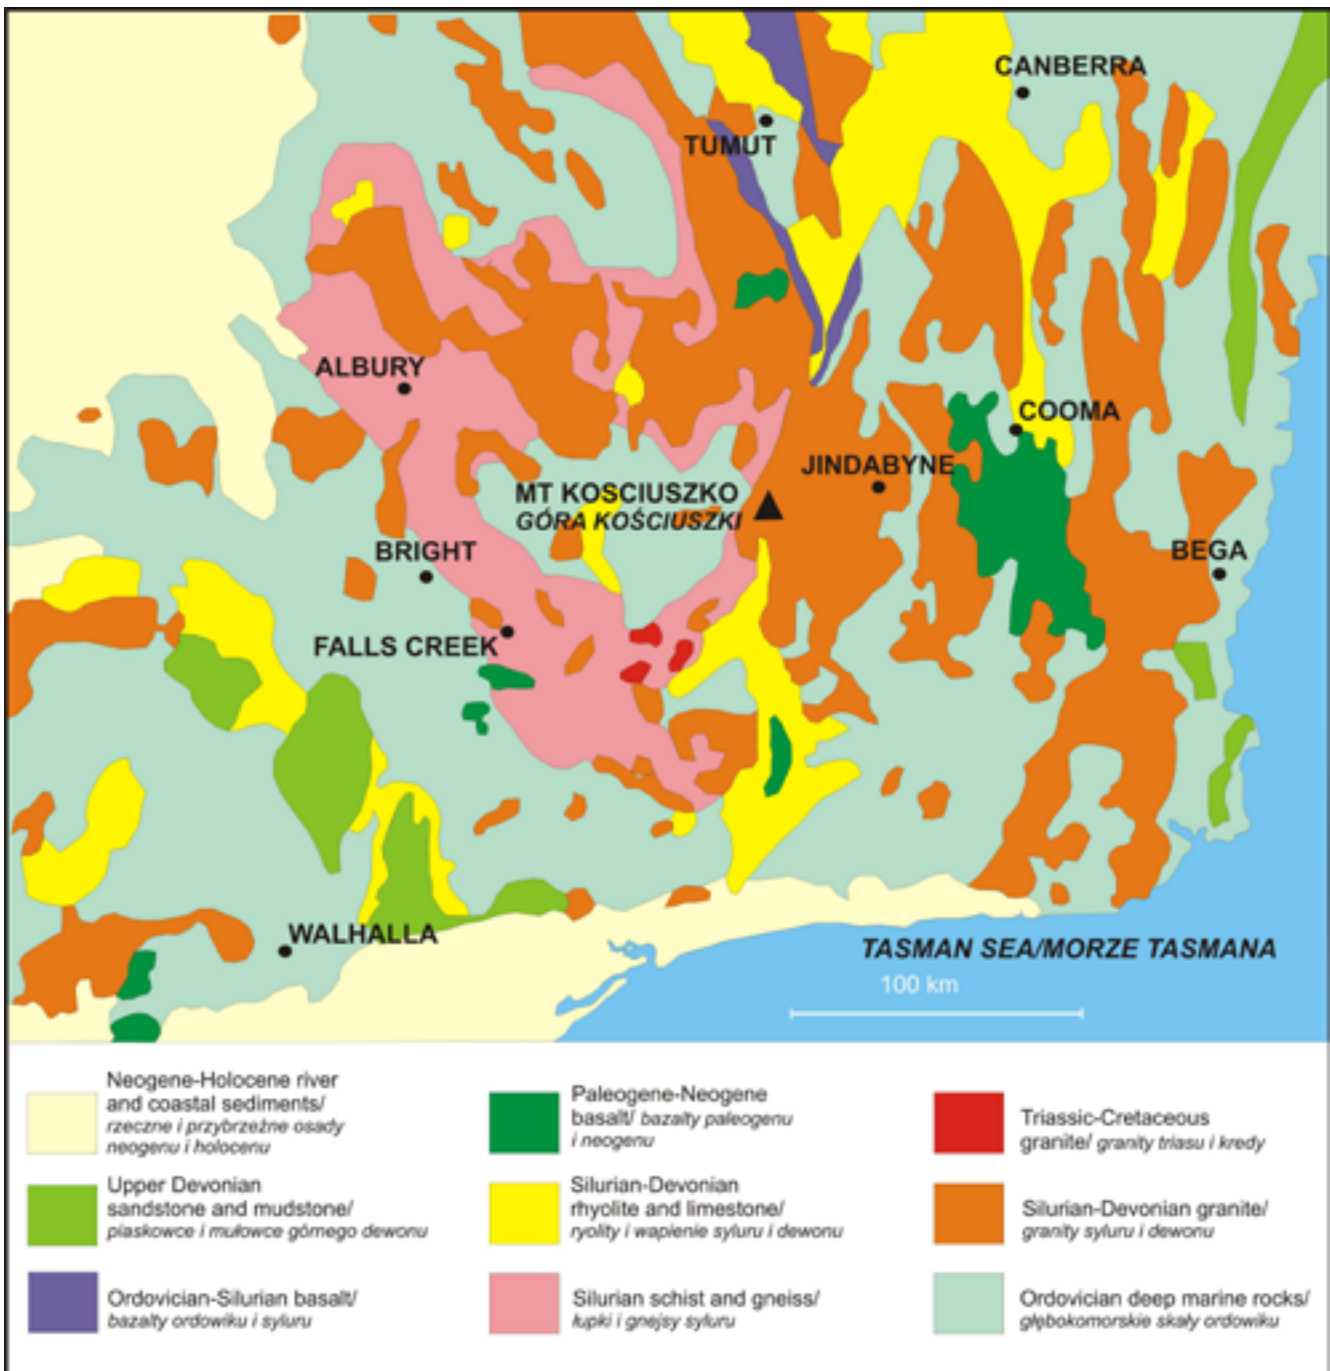 CANBERRA
TUMUT
ALBURY
COOMA
JINDABYNE
MT KOSCIUSZKO
GÓRA KOŚCIUSZKI
BRIGHT
BEGA
FALLS CREEK
WALHALLA
TASMAN SEA/MORZE TASMANA
100 km
Neogene-Holocene river
and coastal sediments/
rzeczne i przybrzeżne osady
neogenu i holocenu
Paleogene-Neogene
basalt/ bazalty paleogenu
i neogenu
Triassic-Cretaceous
granite/ granity triasu i kredy
Upper Devonian
sandstone and mudstone/
piaskowce i mułowce górnego dewonu
Silurian-Devonian
rhyolite and limestone/
ryolity i wapienie syluru i dewonu
Silurian-Devonian granite/
granity syluru i dewonu
Ordovician-Silurian basalt/
bazalty ordowiku i syluru
Silurian schist and gneiss/
łupki i gnejsy syluru
Ordovician deep marine rocks/
głębokomorskie skały ordowiku